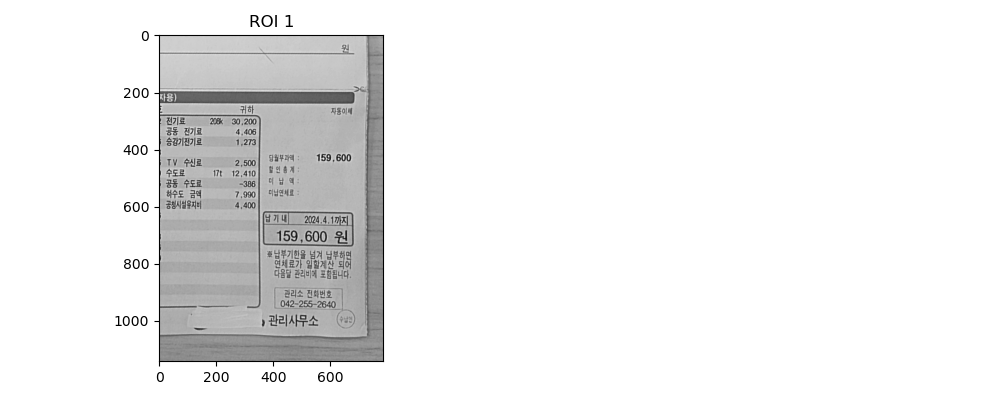 ROI 1
원
자용)
귀하
자동이체
전기료 208k 30,200
공동 전기료 4,406
승강기전기료 1,273
TV 수신료 2,500
수도료 17t 12,410
공동 수도료 -386
하수도 금액 7,990
공원시설유지비 4,400
당월부과액 : 159,600
할 인 총 계 :
미 납 액 :
미납연체료 :
납 기 내 2024.4.1까지
159,600 원
※납부기한을 넘겨 납부하면
연체료가 일할계산 되어
다음달 관리비에 포함됩니다.
관리소 전화번호
042-255-2640
관리사무소
수납인
0
200
400
600
800
1000
0 200 400 600